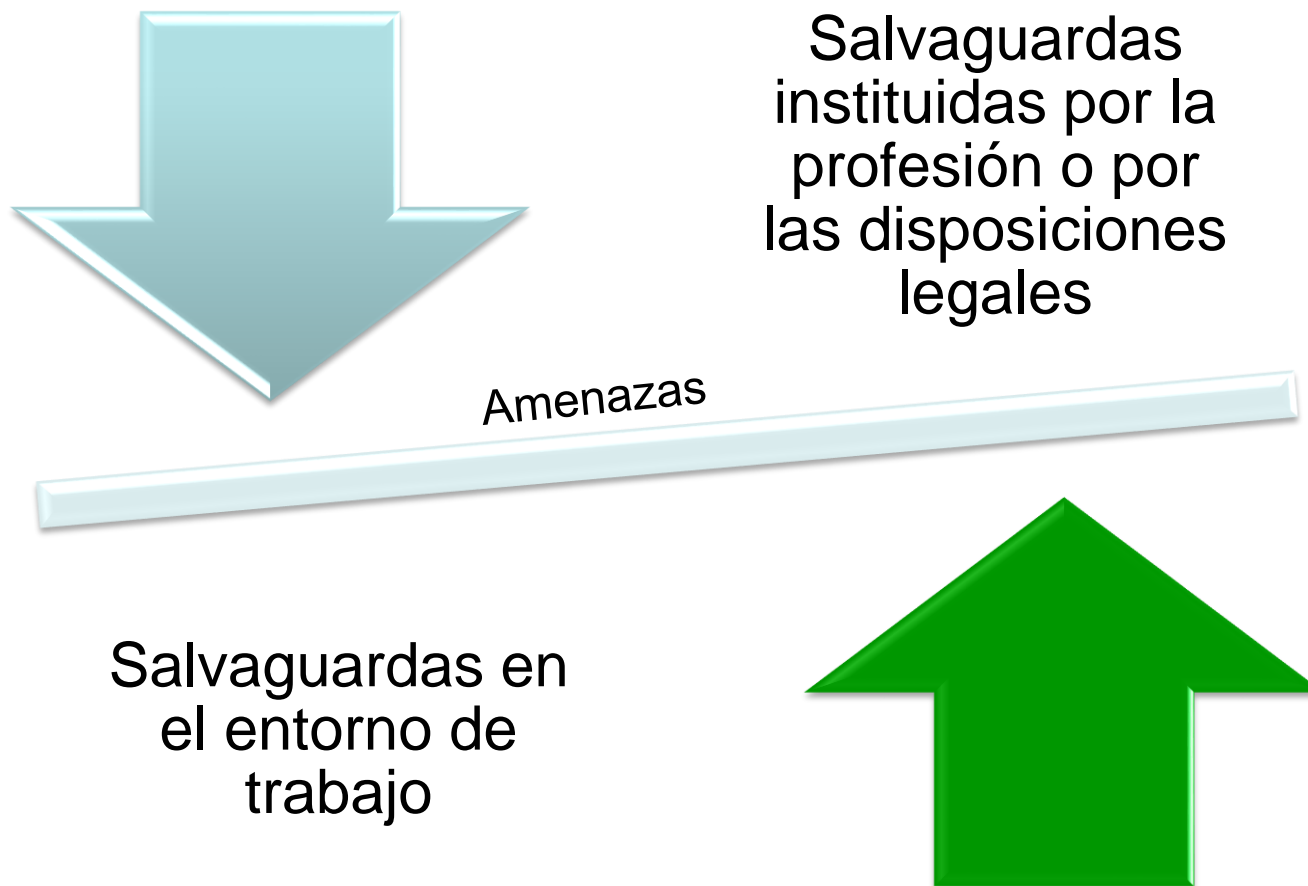 Salvaguardas
instituidas por la
profesión o por
las disposiciones
legales
Amenazas
Salvaguardas en
el entorno de
trabajo